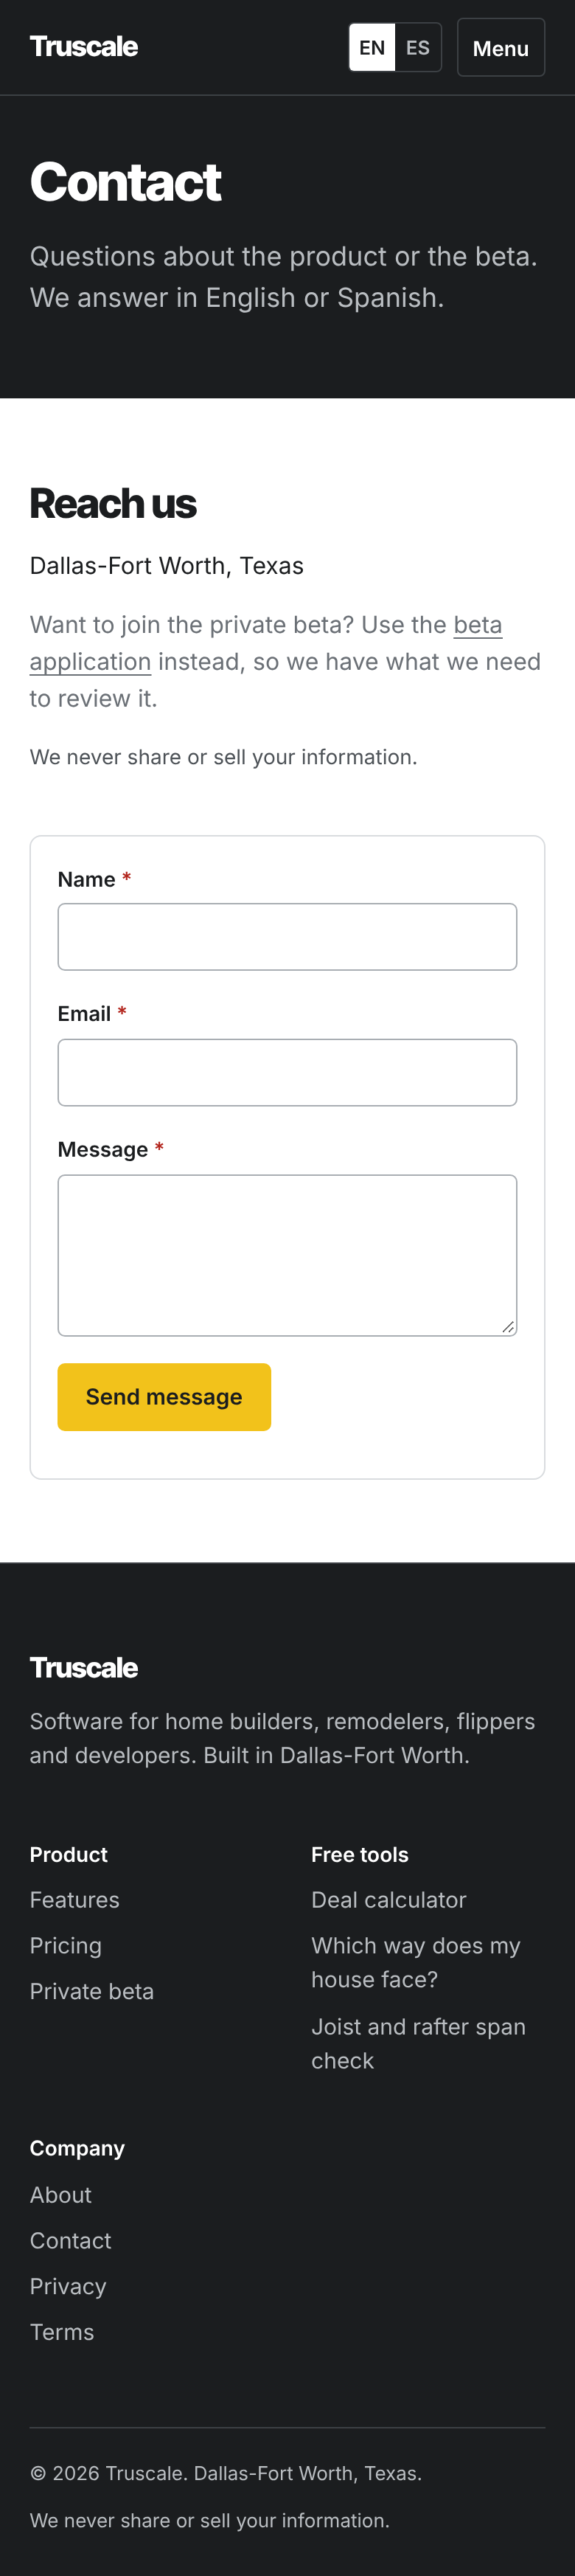 Truscale
EN ES
Menu
Contact
Questions about the product or the beta.
We answer in English or Spanish.
Reach us
Dallas-Fort Worth, Texas
Want to join the private beta? Use the beta
application instead, so we have what we need
to review it.
We never share or sell your information.
Name *
Email *
Message *
Send message
Truscale
Software for home builders, remodelers, flippers
and developers. Built in Dallas-Fort Worth.
Product
Features
Pricing
Private beta
Free tools
Deal calculator
Which way does my
house face?
Joist and rafter span
check
Company
About
Contact
Privacy
Terms
© 2026 Truscale. Dallas-Fort Worth, Texas.
We never share or sell your information.